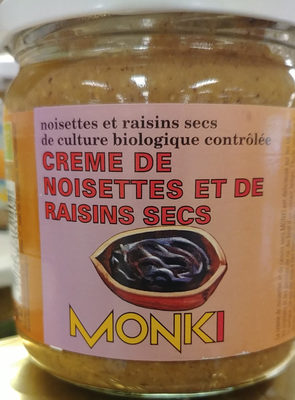 noisettes et raisins secs
de culture biologique contrôlée
CREME DE
NOISETTES ET DE
RAISINS SECS
MONKI